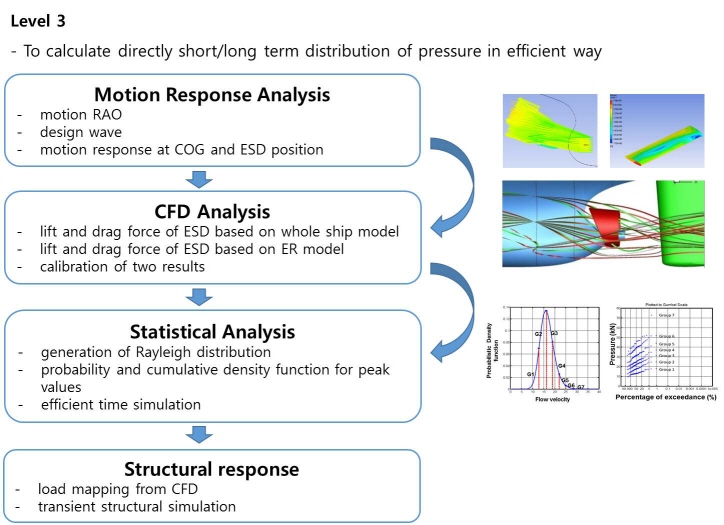 Level 3
- To calculate directly short/long term distribution of pressure in efficient way
Motion Response Analysis
- motion RAO
- design wave
- motion response at COG and ESD position
CFD Analysis
- lift and drag force of ESD based on whole ship model
- lift and drag force of ESD based on ER model
- calibration of two results
Statistical Analysis
- generation of Rayleigh distribution
- probability and cumulative density function for peak
values
- efficient time simulation
Structural response
- load mapping from CFD
- transient structural simulation
Probabilistic Density
function
G1
G2
G3
G4
G5
G6
G7
Flow velocity
Plotted to Gumbel Scale
Pressure (kN)
Group 7
Group 6
Group 5
Group 4
Group 3
Group 2
Group 1
Percentage of exceedance (%)